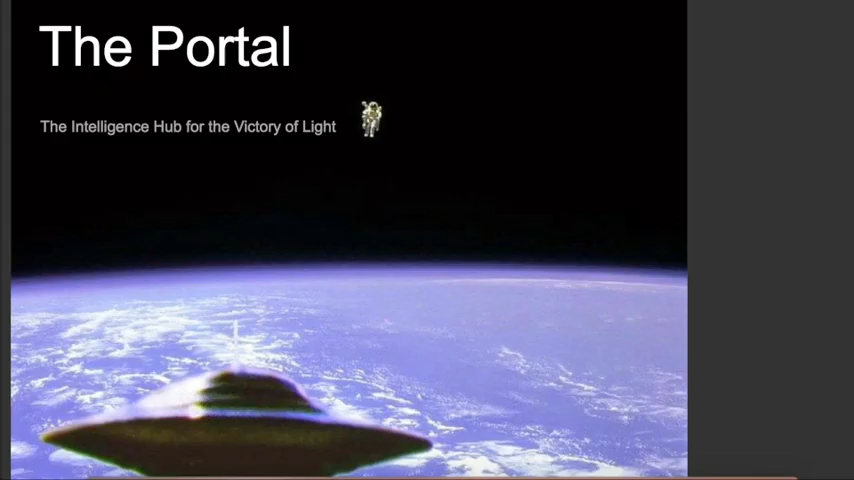 The Portal
The Intelligence Hub for the Victory of Light